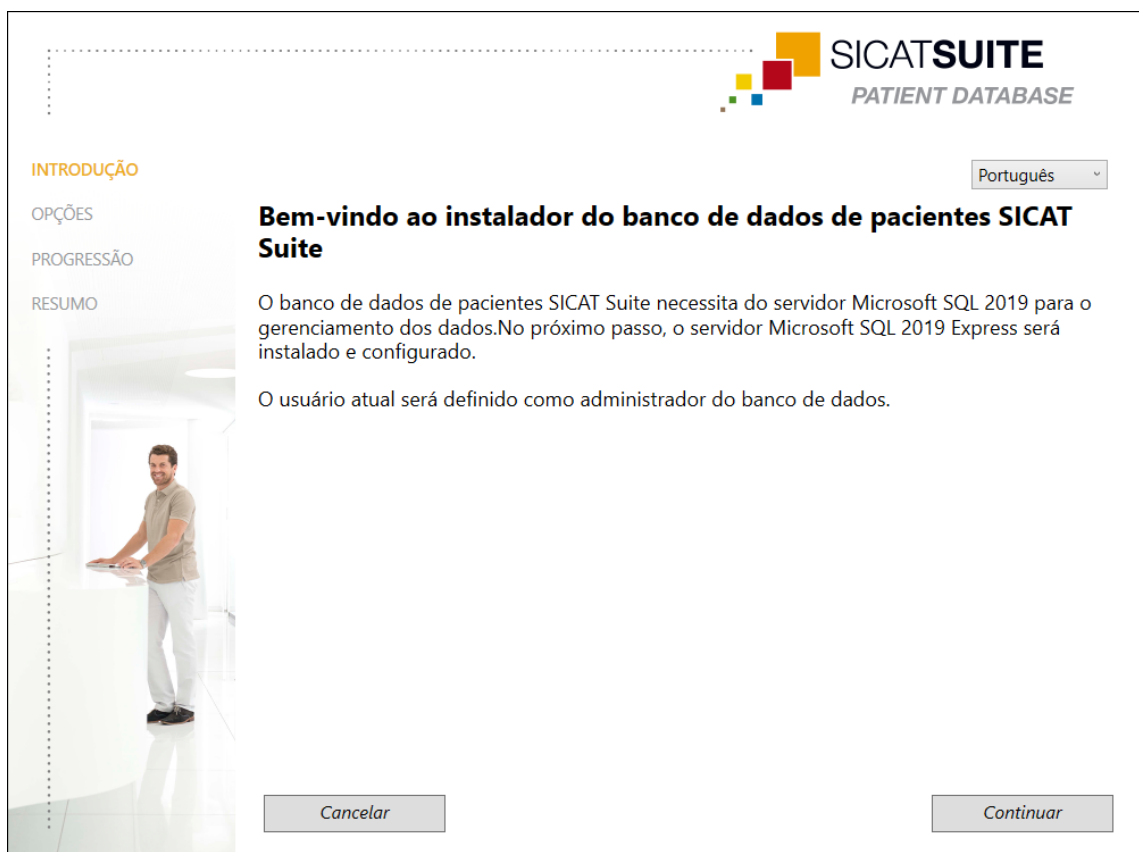 SICATSUITE
PATIENT DATABASE
INTRODUÇÃO
OPÇÕES
PROGRESSÃO
RESUMO
Português
Bem-vindo ao instalador do banco de dados de pacientes SICAT
Suite
O banco de dados de pacientes SICAT Suite necessita do servidor Microsoft SQL 2019 para o
gerenciamento dos dados.No próximo passo, o servidor Microsoft SQL 2019 Express será
instalado e configurado.
O usuário atual será definido como administrador do banco de dados.
Cancelar
Continuar